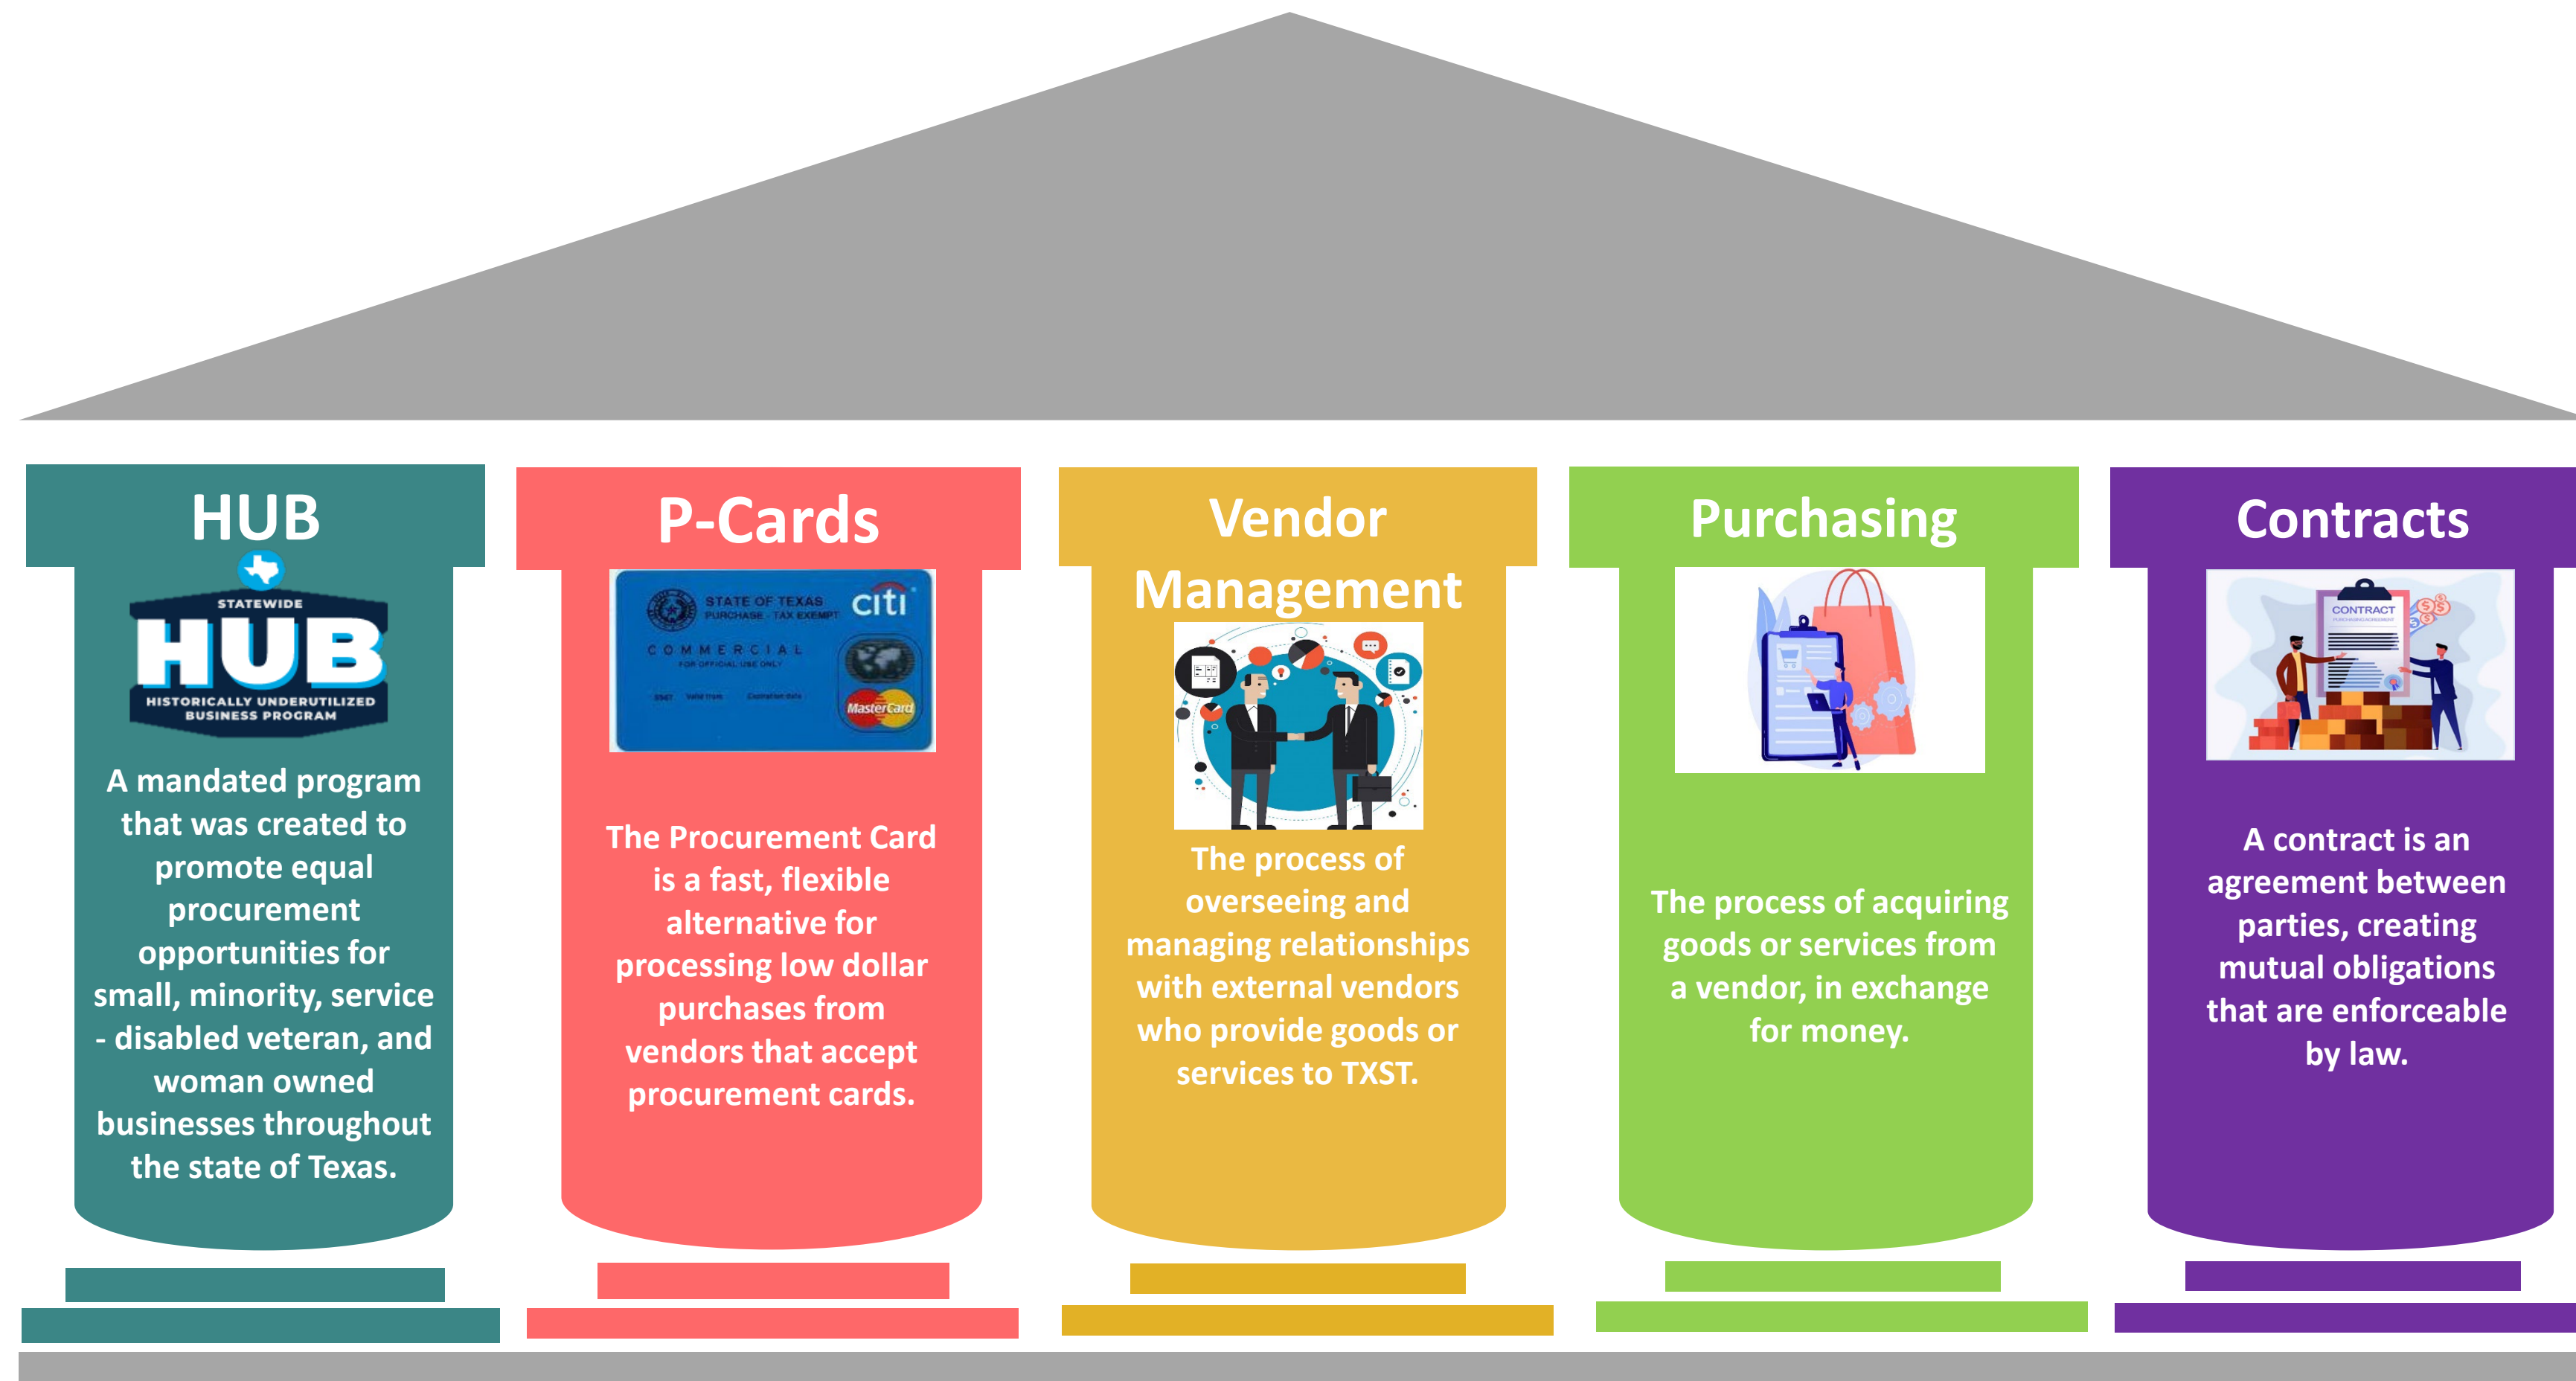 HUB
STATEWIDE
HUB
HISTORICALLY UNDERUTILIZED
BUSINESS PROGRAM
A mandated program
that was created to
promote equal
procurement
opportunities for
small, minority, service
- disabled veteran, and
woman owned
businesses throughout
the state of Texas.
P-Cards
STATE OF TEXAS
PURCHASE - TAX EXEMPT
citi
COMMERCIAL
FOR OFFICIAL USE ONLY
Valid from Expiration date
MasterCard
The Procurement Card
is a fast, flexible
alternative for
processing low dollar
purchases from
vendors that accept
procurement cards.
Vendor
Management
The process of
overseeing and
managing relationships
with external vendors
who provide goods or
services to TXST.
Purchasing
The process of acquiring
goods or services from
a vendor, in exchange
for money.
Contracts
CONTRACT
A contract is an
agreement between
parties, creating
mutual obligations
that are enforceable
by law.